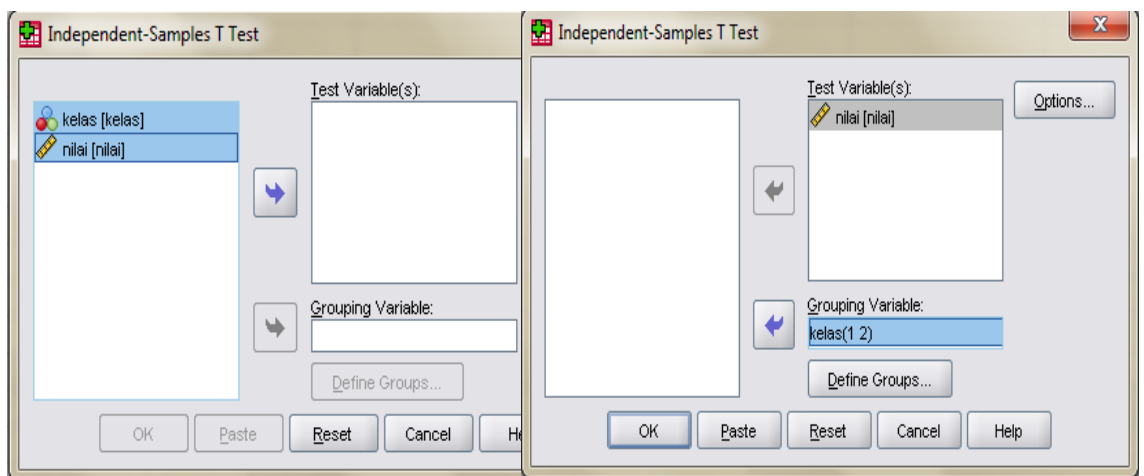 Independent-Samples T Test
Test Variable(s):
kelas [kelas]
nilai [nilai]
Grouping Variable:
Define Groups...
OK
Paste
Reset
Cancel
He
Independent-Samples T Test
X
Test Variable(s):
nilai [nilai]
Options...
Grouping Variable:
kelas(1 2)
Define Groups...
OK
Paste
Reset
Cancel
Help